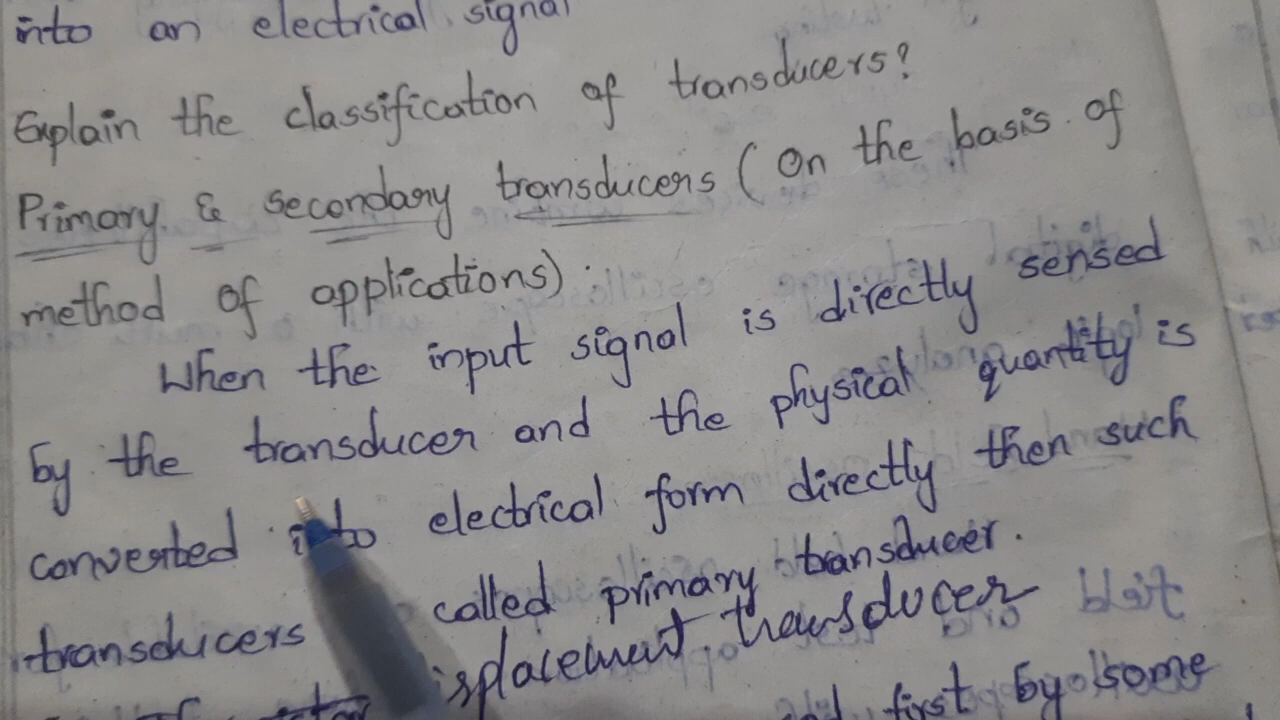 into an electrical signal
Explain the classification of transducers?
Primary & secondary transducers (On the basis of
method of applications).
When the input signal is directly sensed
by the transducer and the physical quantity is
converted into electrical form directly then such
transducers called primary transducer.
isplacement transducer
first by some